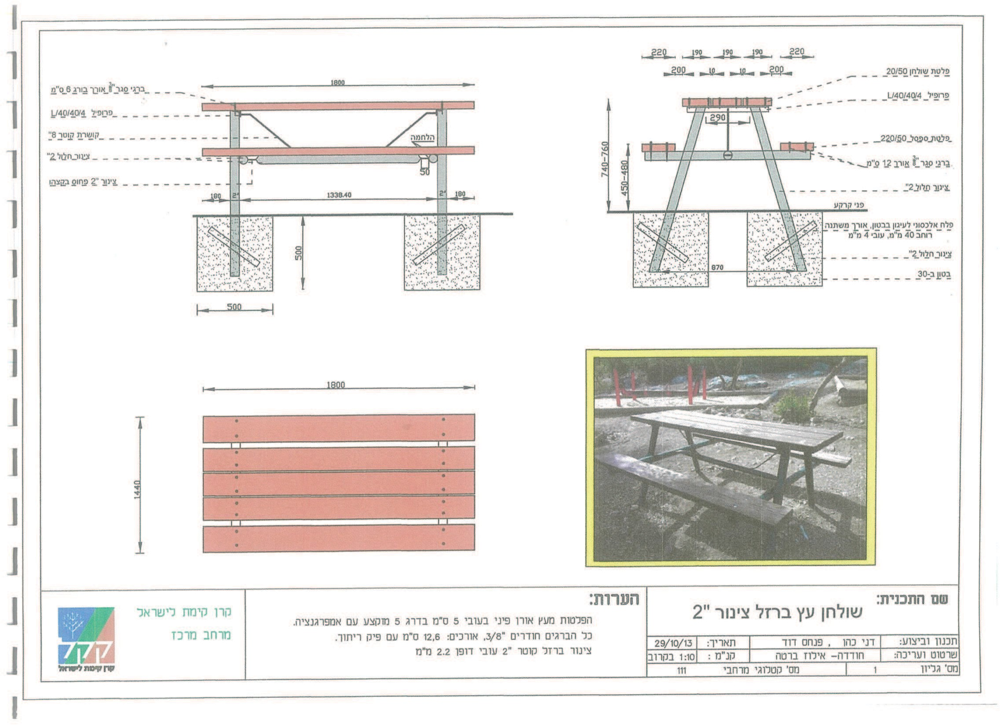 1800
ברגי סגר "3/8 אורך בורג 6 ס"מ
פרופיל L/40/40/4
קושרת קוטר 8"
צינור חלול 2"
צינור 2" פחוס בקצהו
הלחמה
50
180
2"
1338.40
2"
180
500
500
220
190
190
190
220
200
10
10
200
פלטת שולחן 20/50
פרופיל L/40/40/4
290
740-760
450-480
פלטת ספסל 220/50
ברגי סגר "3/8 אורך 12 ס"מ
צינור חלול 2"
פני קרקע
פלח אלכסוני לעיגון בבטון, אורך משתנה
רוחב 40 מ"מ, עובי 4 מ"מ
צינור חלול 2"
870
בטון ב-30
1800
1440
שם התכנית:
שולחן עץ ברזל צינור "2
תכנון וביצוע: דני כהן , פנחס דוד תאריך: 29/10/13
שרטוט ועריכה: חודדה- אילוז ברטה קנ"מ: 1:10 בקרוב
מס' גליון 1 מס' קטלוגי מרחבי 111
הערות:
הפלטות מעץ אורן פיני בעובי 5 ס"מ בדרג 5 מוקצע עם אמפרגנציה.
כל הברגים חודרים "3/8, אורכים: 12,6 ס"מ עם פיק ריתוך.
צינור ברזל קוטר "2 עובי דופן 2.2 מ"מ
קרן קימת לישראל
מרחב מרכז
קקל
קרן קימת לישראל